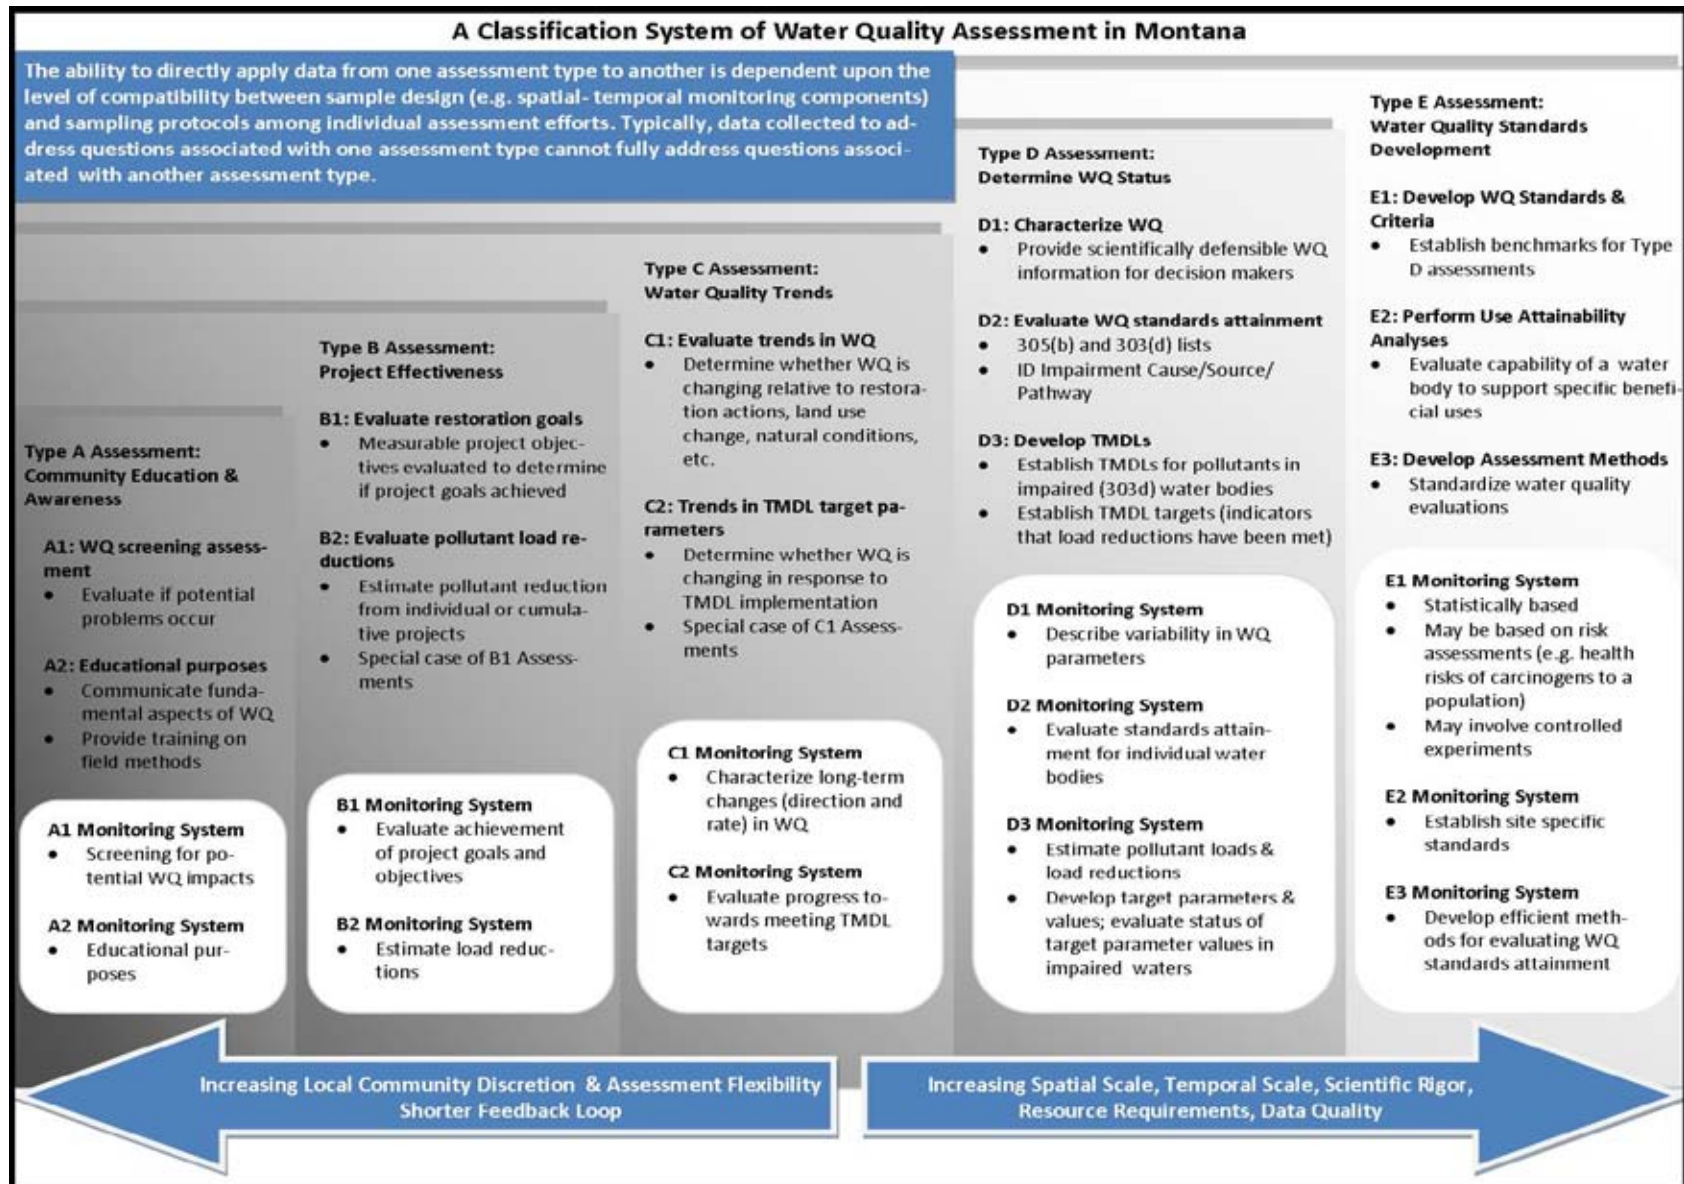 A Classification System of Water Quality Assessment in Montana
The ability to directly apply data from one assessment type to another is dependent upon the
level of compatibility between sample design (e.g. spatial- temporal monitoring components)
and sampling protocols among individual assessment efforts. Typically, data collected to ad-
dress questions associated with one assessment type cannot fully address questions associ-
ated with another assessment type.
Type A Assessment:
Community Education &
Awareness
A1: WQ screening assess-
ment
• Evaluate if potential
problems occur
A2: Educational purposes
• Communicate funda-
mental aspects of WQ
• Provide training on
field methods
A1 Monitoring System
• Screening for po-
tential WQ impacts
A2 Monitoring System
• Educational pur-
poses
Type B Assessment:
Project Effectiveness
B1: Evaluate restoration goals
• Measurable project objec-
tives evaluated to determine
if project goals achieved
B2: Evaluate pollutant load re-
ductions
• Estimate pollutant reduction
from individual or cumula-
tive projects
• Special case of B1 Assess-
ments
B1 Monitoring System
• Evaluate achievement
of project goals and
objectives
B2 Monitoring System
• Estimate load reduc-
tions
Type C Assessment:
Water Quality Trends
C1: Evaluate trends in WQ
• Determine whether WQ is
changing relative to restora-
tion actions, land use
change, natural conditions,
etc.
C2: Trends in TMDL target pa-
rameters
• Determine whether WQ is
changing in response to
TMDL implementation
• Special case of C1 Assess-
ments
C1 Monitoring System
• Characterize long-term
changes (direction and
rate) in WQ
C2 Monitoring System
• Evaluate progress to-
wards meeting TMDL
targets
Type D Assessment:
Determine WQ Status
D1: Characterize WQ
• Provide scientifically defensible WQ
information for decision makers
D2: Evaluate WQ standards attainment
• 305(b) and 303(d) lists
• ID Impairment Cause/Source/
Pathway
D3: Develop TMDLs
• Establish TMDLs for pollutants in
impaired (303d) water bodies
• Establish TMDL targets (indicators
that load reductions have been met)
D1 Monitoring System
• Describe variability in WQ
parameters
D2 Monitoring System
• Evaluate standards attain-
ment for individual water
bodies
D3 Monitoring System
• Estimate pollutant loads &
load reductions
• Develop target parameters &
values; evaluate status of
target parameter values in
impaired waters
Type E Assessment:
Water Quality Standards
Development
E1: Develop WQ Standards &
Criteria
• Establish benchmarks for Type
D assessments
E2: Perform Use Attainability
Analyses
• Evaluate capability of a water
body to support specific benefi-
cial uses
E3: Develop Assessment Methods
• Standardize water quality
evaluations
E1 Monitoring System
• Statistically based
• May be based on risk
assessments (e.g. health
risks of carcinogens to a
population)
• May involve controlled
experiments
E2 Monitoring System
• Establish site specific
standards
E3 Monitoring System
• Develop efficient meth-
ods for evaluating WQ
standards attainment
Increasing Local Community Discretion & Assessment Flexibility
Shorter Feedback Loop
Increasing Spatial Scale, Temporal Scale, Scientific Rigor,
Resource Requirements, Data Quality